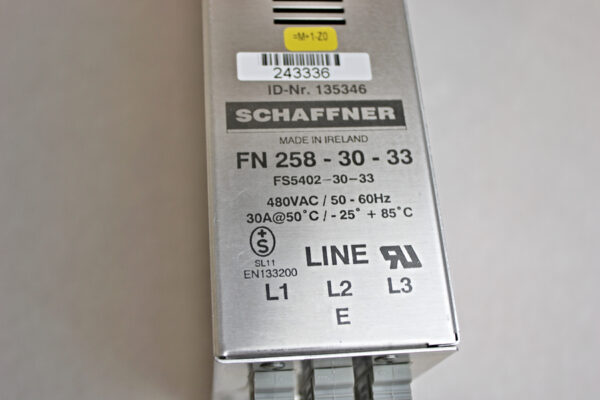 =M+1-Z0
243336
ID-Nr. 135346
SCHAFFNER
MADE IN IRELAND
FN 258 - 30 - 33
FS5402-30-33
480VAC / 50 - 60Hz
30A@50°C / - 25° + 85°C
+S
SL11
EN133200
LINE
L1 L2 L3
E